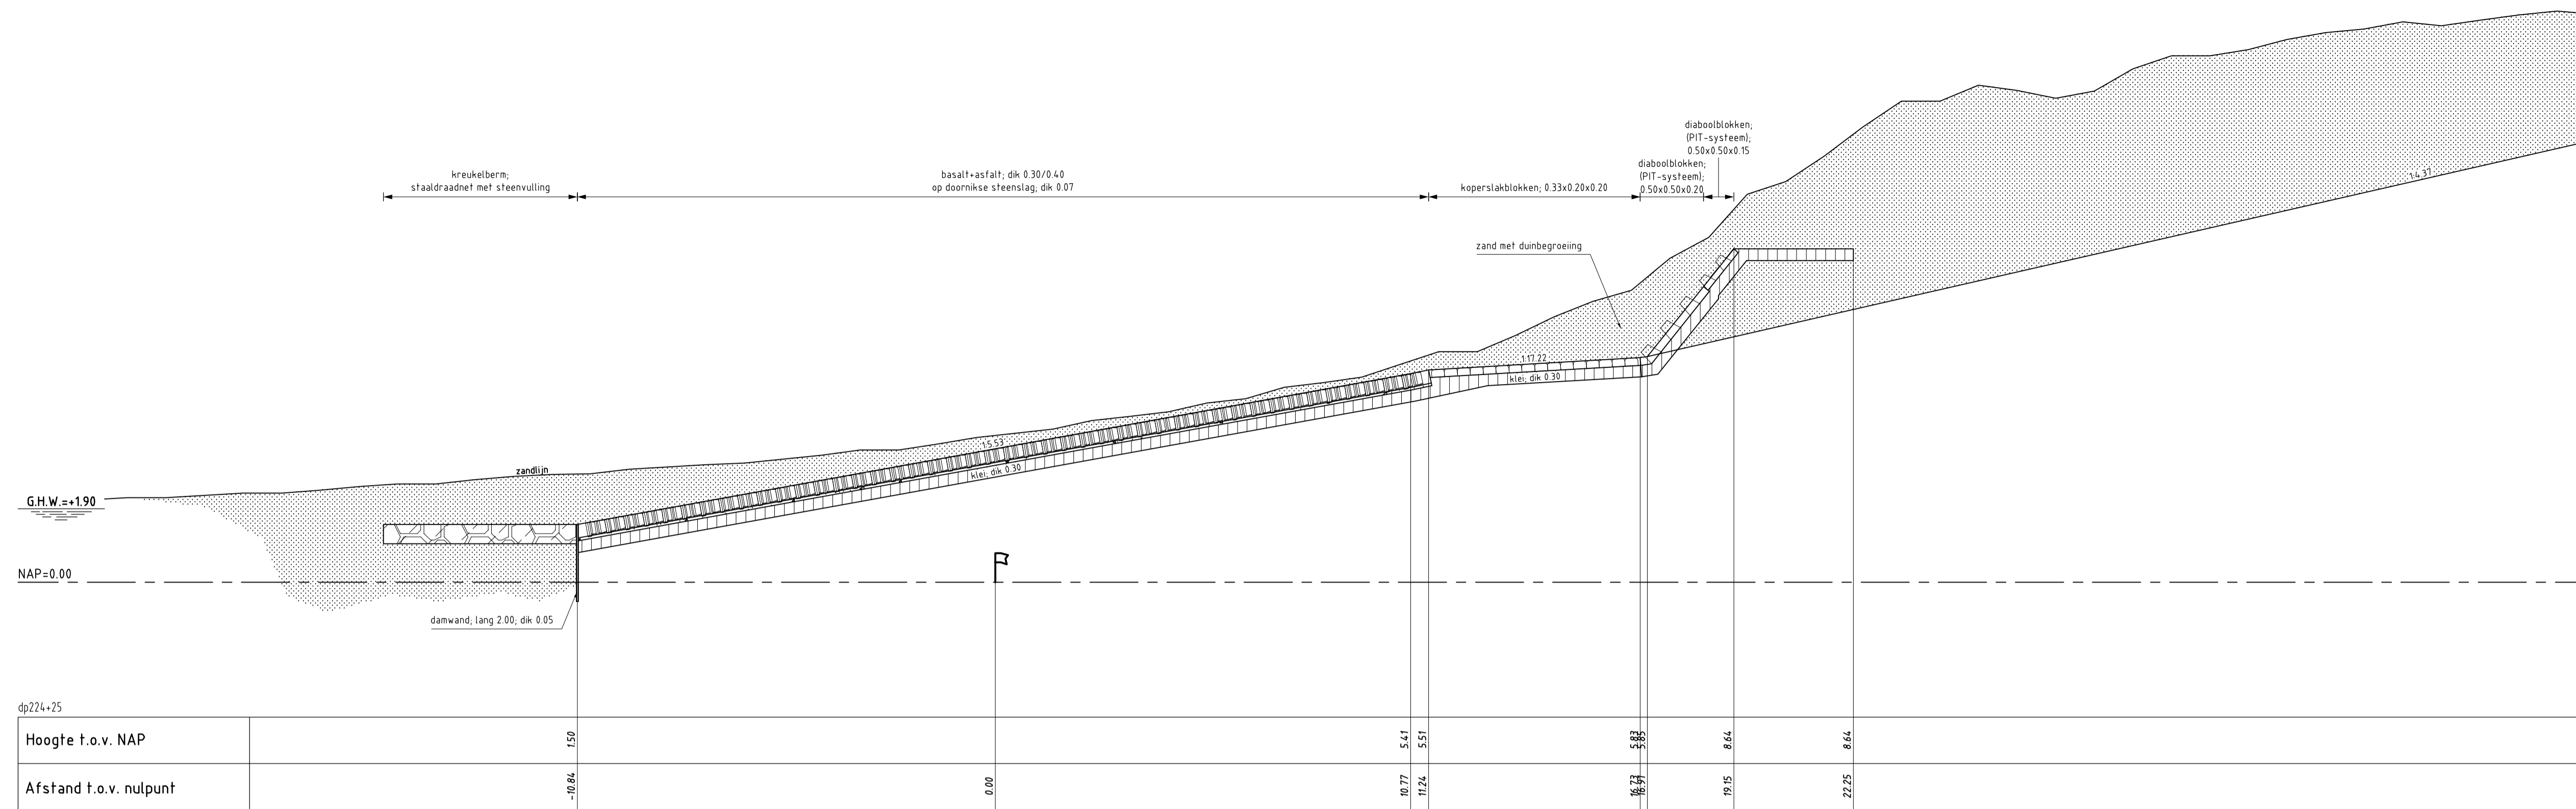 diaboolblokken;
(PIT-systeem);
0.50x0.50x0.15
diaboolblokken;
(PIT-systeem);
0.50x0.50x0.20
kreukelberm;
staaldraadnet met steenvulling
basalt+asfalt; dik 0.30/0.40
op doornikse steenslag; dik 0.07
koperslakblokken; 0.33x0.20x0.20
1:4.37
zand met duinbegroeiing
1:17.22
klei; dik 0.30
1:5.53
klei; dik 0.30
zandlijn
G.H.W.=+1.90
NAP=0.00
damwand; lang 2.00; dik 0.05
dp224+25
Hoogte t.o.v. NAP 1.50 5.41 5.51 5.83 5.85 8.64 8.64
Afstand t.o.v. nulpunt -10.84 0.00 10.77 11.24 16.73 16.91 19.15 22.25